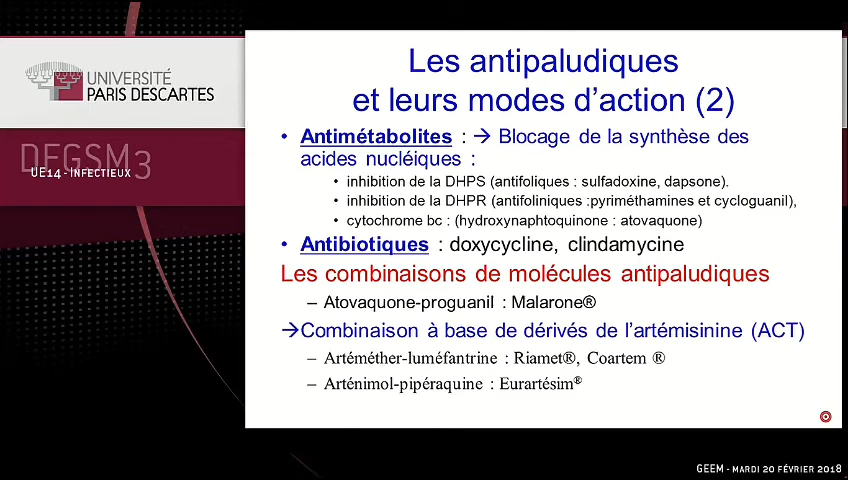 UNIVERSITÉ
PARIS DESCARTES
DFGSM3
UE14 - INFECTIEUX
Les antipaludiques
et leurs modes d'action (2)
• Antimétabolites : → Blocage de la synthèse des
acides nucléiques :
• inhibition de la DHPS (antifoliques : sulfadoxine, dapsone).
• inhibition de la DHPR (antifoliniques :pyriméthamines et cycloguanil),
• cytochrome bc : (hydroxynaphtoquinone : atovaquone)
• Antibiotiques : doxycycline, clindamycine
Les combinaisons de molécules antipaludiques
– Atovaquone-proguanil : Malarone®
→Combinaison à base de dérivés de l'artémisinine (ACT)
– Artéméther-luméfantrine : Riamet®, Coartem ®
– Arténimol-pipéraquine : Eurartésim®
GEEM - MARDI 20 FÉVRIER 2018